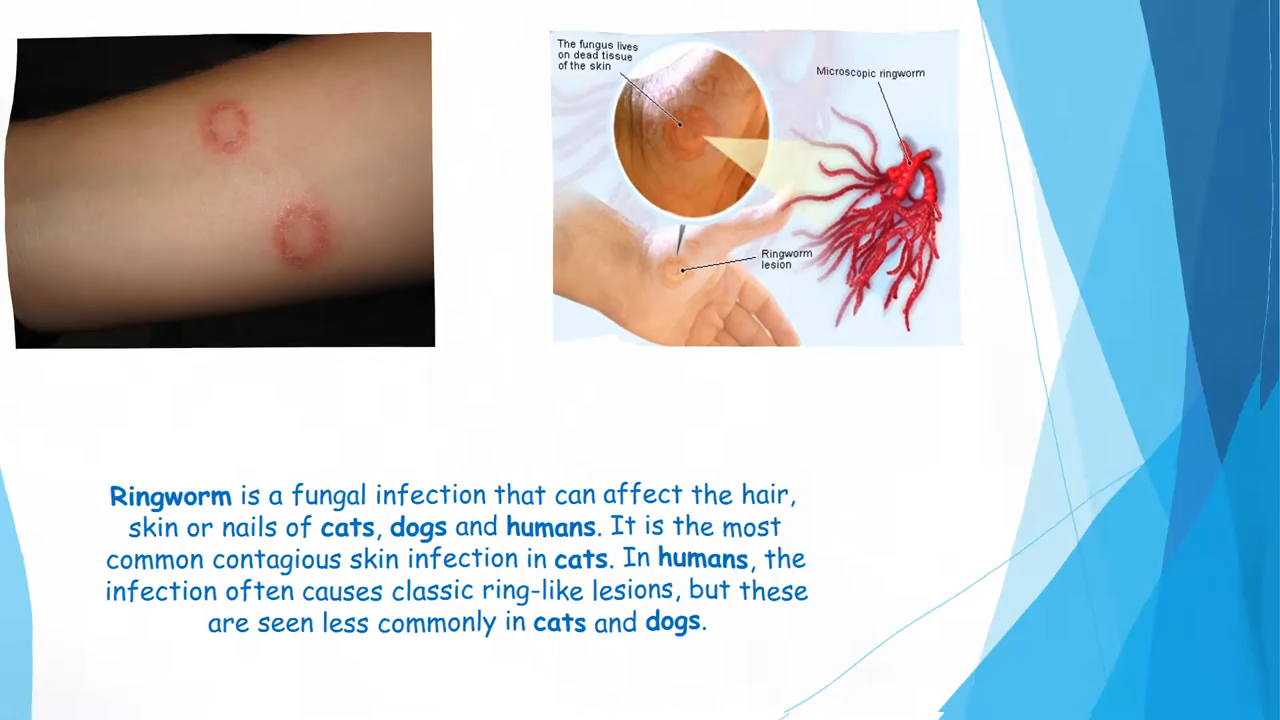 The fungus lives
on dead tissue
of the skin
Microscopic ringworm
Ringworm
lesion
Ringworm is a fungal infection that can affect the hair,
skin or nails of cats, dogs and humans. It is the most
common contagious skin infection in cats. In humans, the
infection often causes classic ring-like lesions, but these
are seen less commonly in cats and dogs.